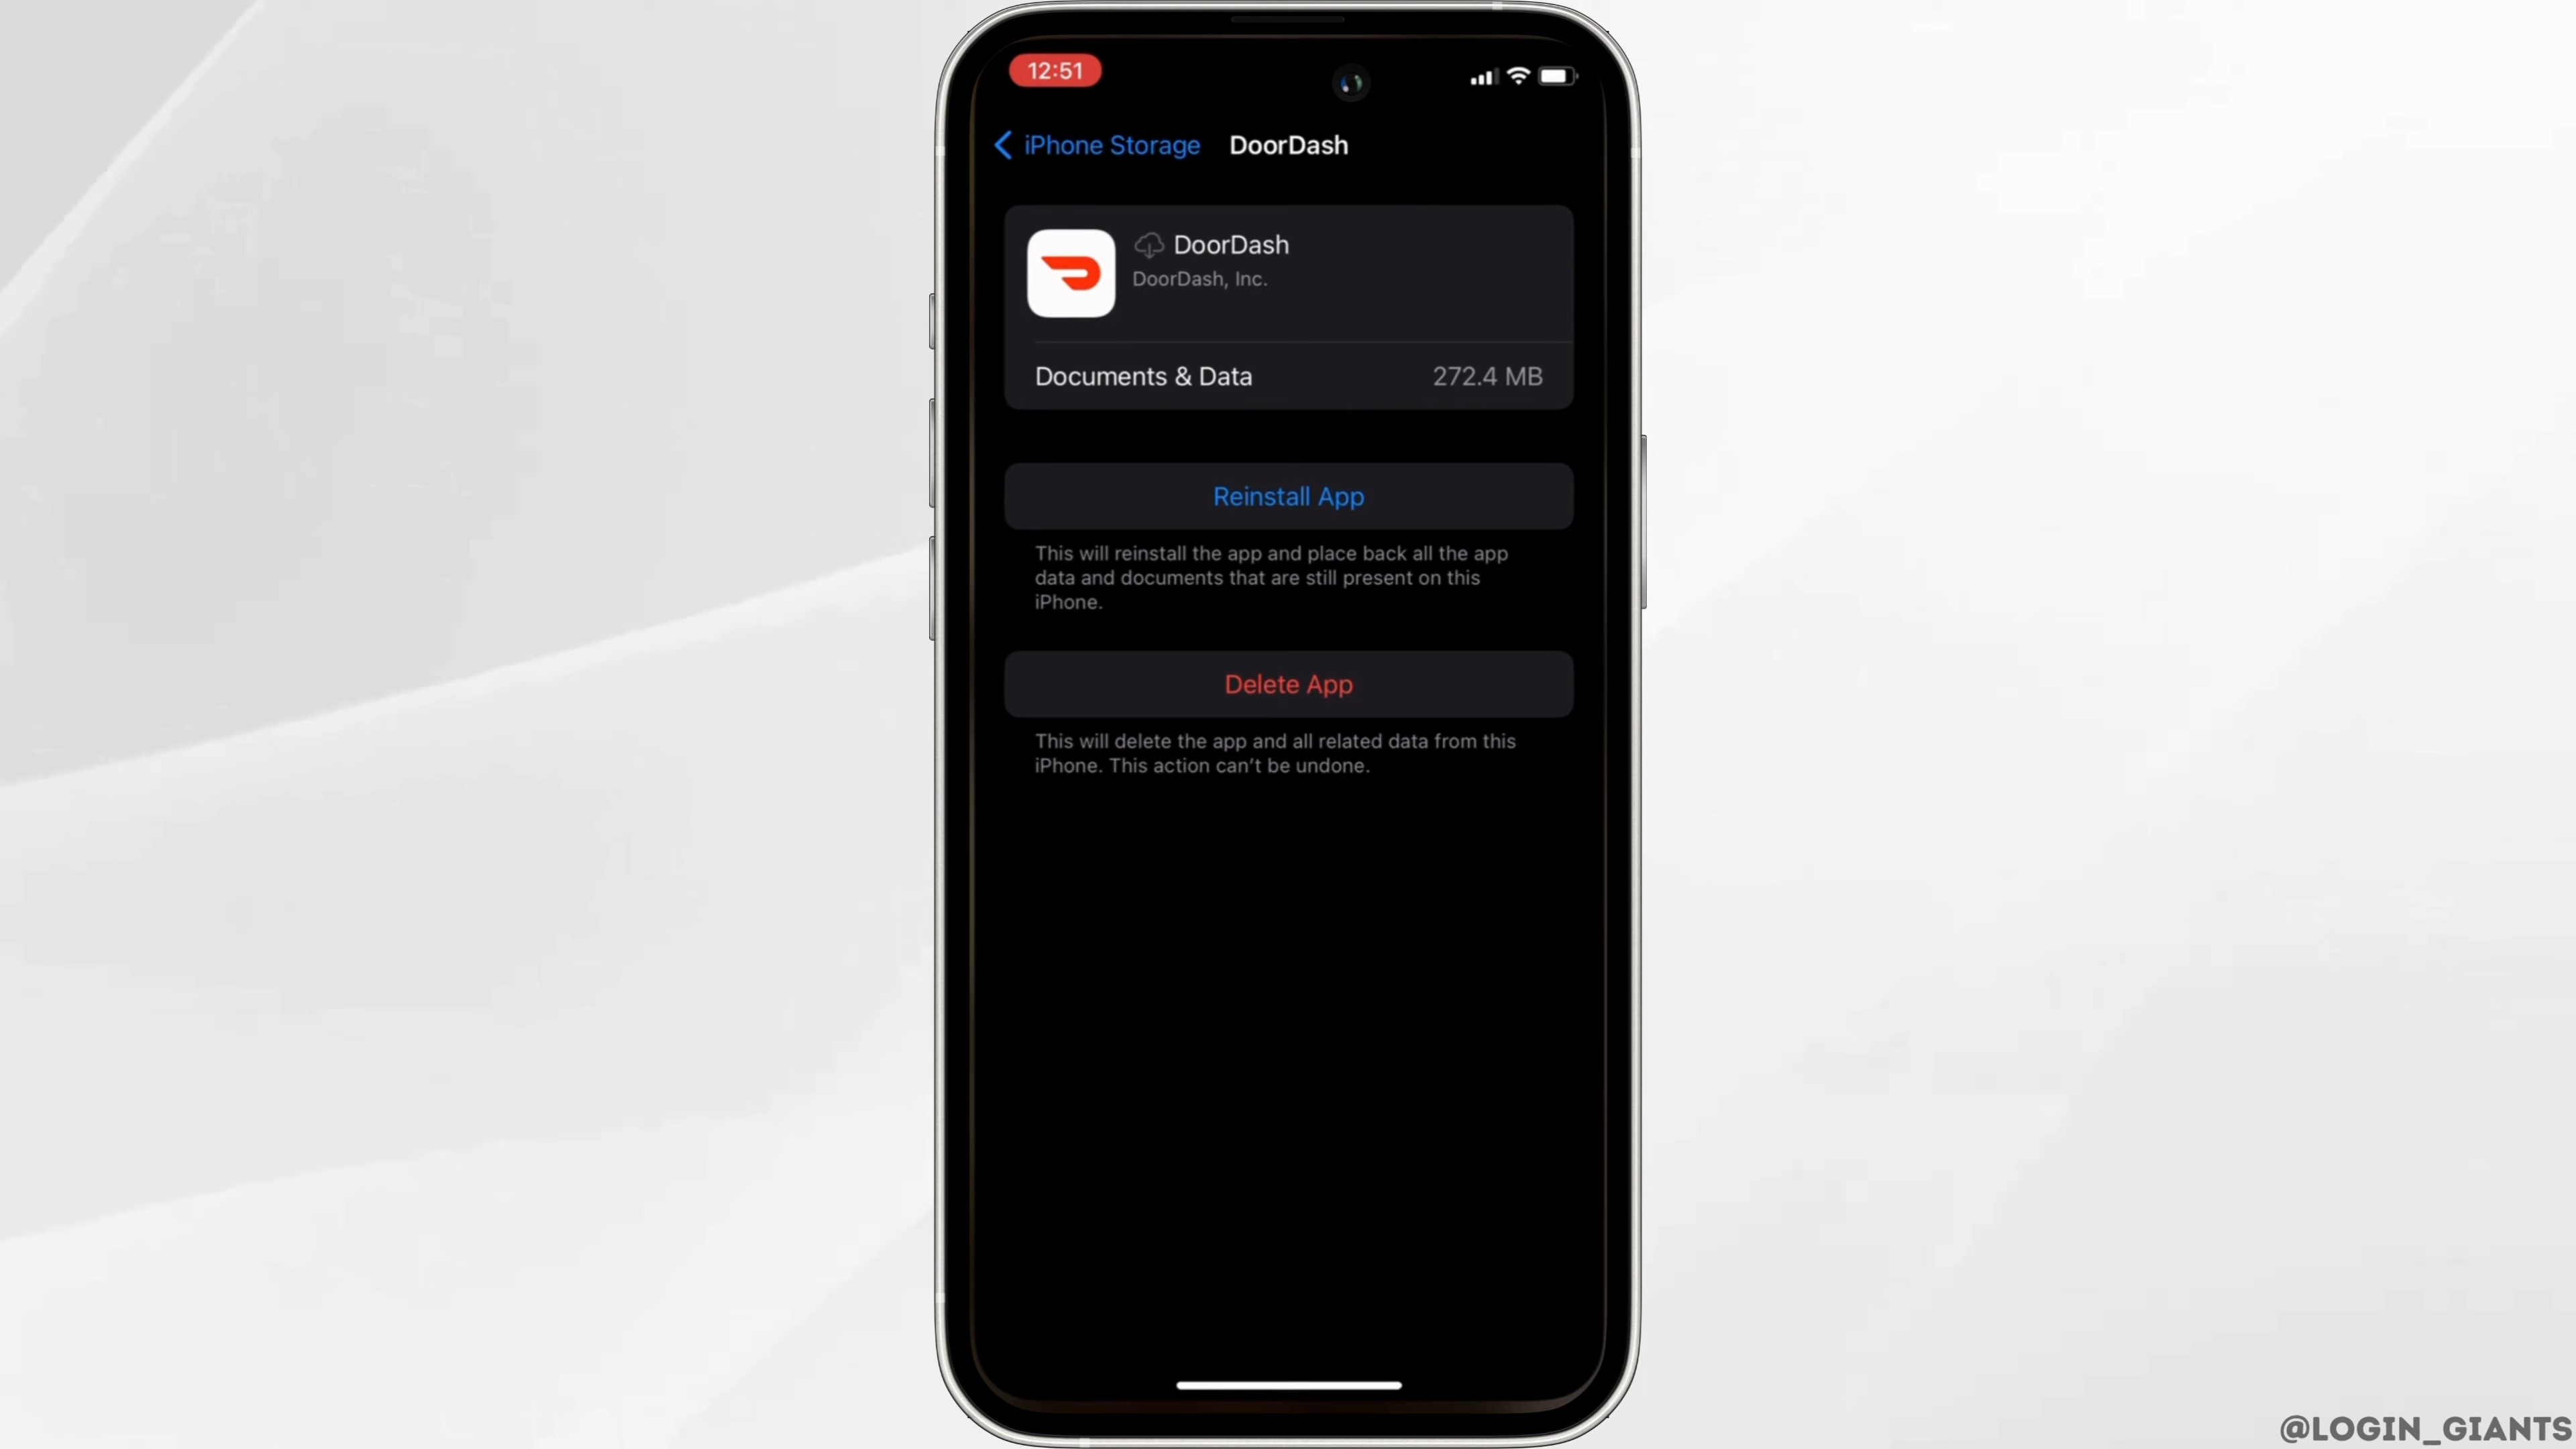 12:51
iPhone Storage DoorDash
DoorDash
DoorDash, Inc.
Documents & Data 272.4 MB
Reinstall App
This will reinstall the app and place back all the app
data and documents that are still present on this
iPhone.
Delete App
This will delete the app and all related data from this
iPhone. This action can’t be undone.
@LOGIN_GIANTS